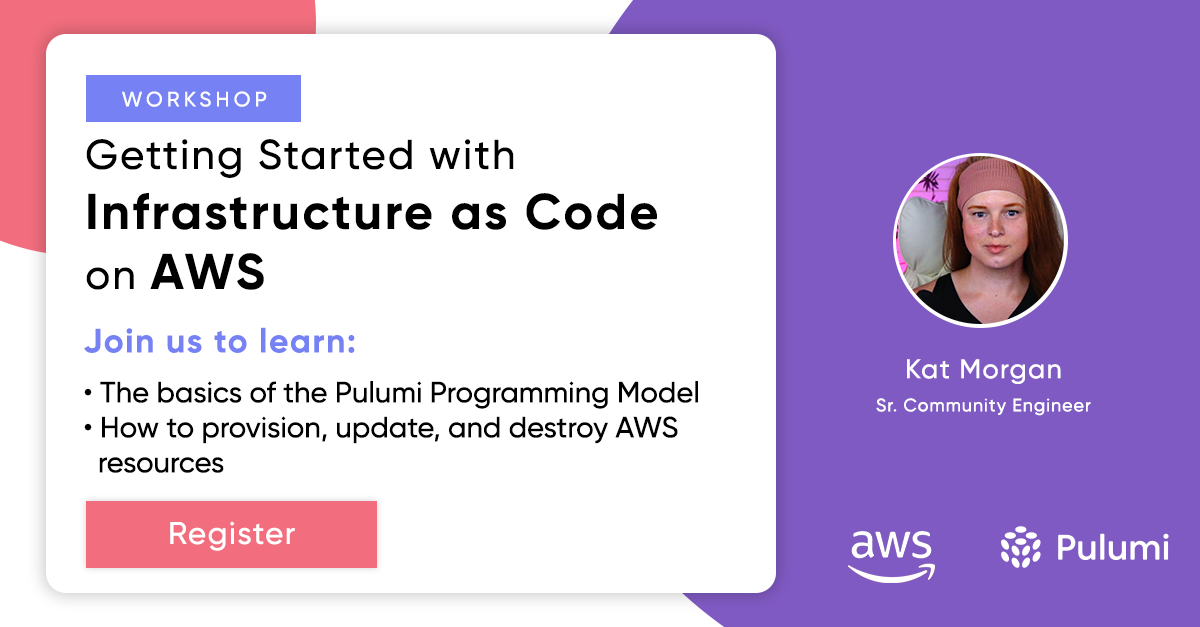 WORKSHOP
Getting Started with
Infrastructure as Code
on AWS
Join us to learn:
• The basics of the Pulumi Programming Model
• How to provision, update, and destroy AWS
resources
Register
Kat Morgan
Sr. Community Engineer
aws
Pulumi